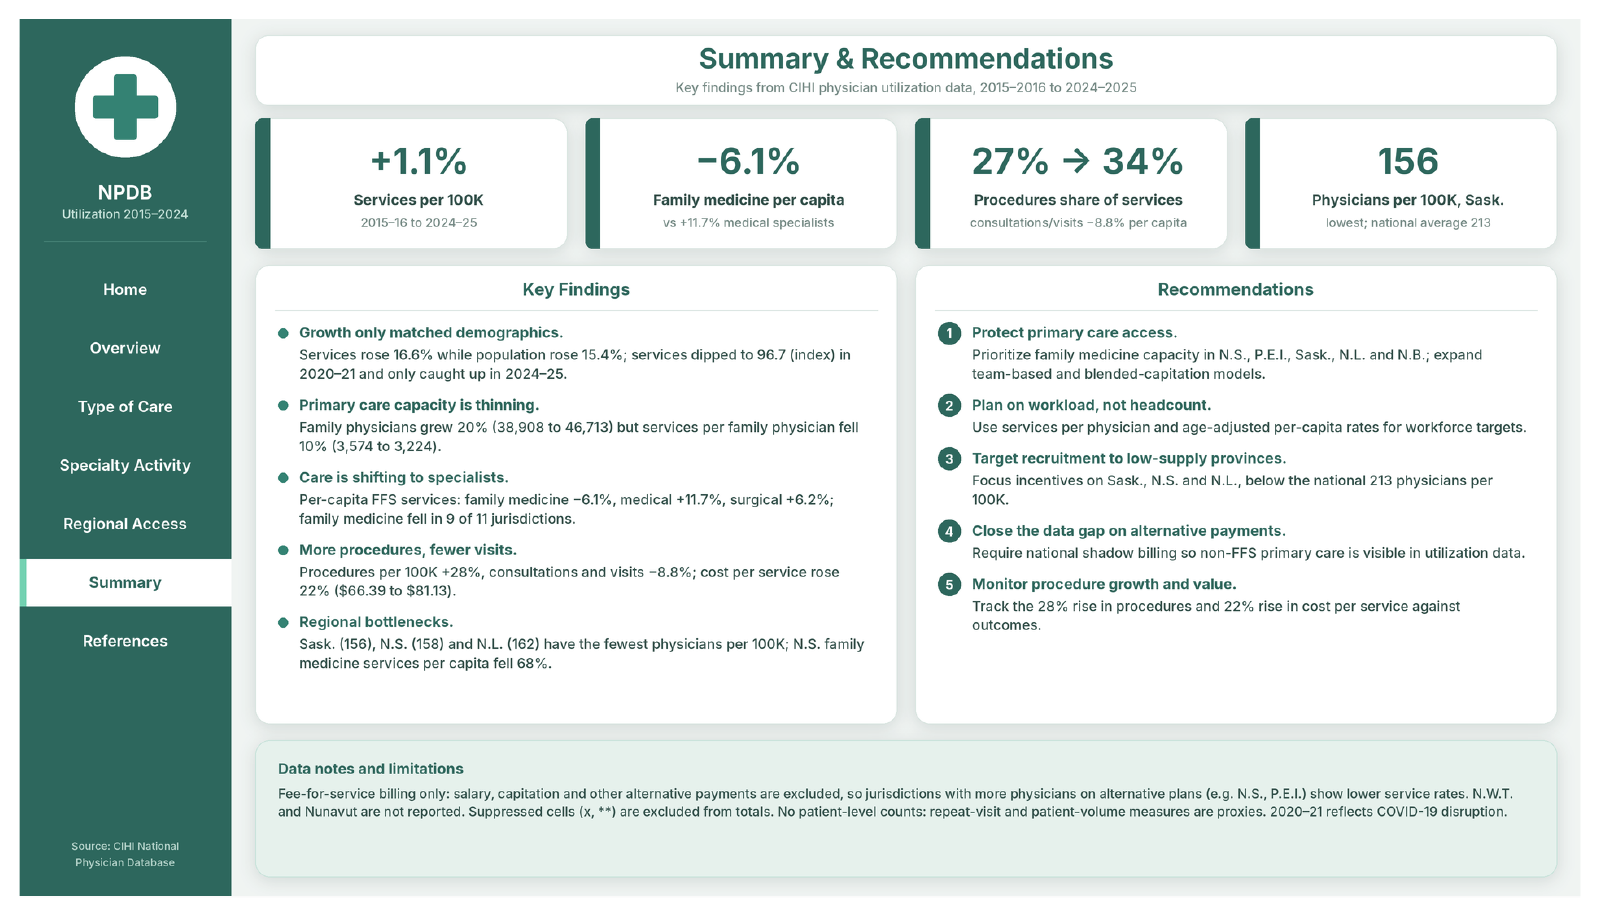 NPDB
Utilization 2015–2024
Home
Overview
Type of Care
Specialty Activity
Regional Access
Summary
References
Source: CIHI National
Physician Database
Summary & Recommendations
Key findings from CIHI physician utilization data, 2015–2016 to 2024–2025
+1.1%
Services per 100K
2015–16 to 2024–25
−6.1%
Family medicine per capita
vs +11.7% medical specialists
27% → 34%
Procedures share of services
consultations/visits −8.8% per capita
156
Physicians per 100K, Sask.
lowest; national average 213
Key Findings
Growth only matched demographics.
Services rose 16.6% while population rose 15.4%; services dipped to 96.7 (index) in
2020–21 and only caught up in 2024–25.
Primary care capacity is thinning.
Family physicians grew 20% (38,908 to 46,713) but services per family physician fell
10% (3,574 to 3,224).
Care is shifting to specialists.
Per-capita FFS services: family medicine −6.1%, medical +11.7%, surgical +6.2%;
family medicine fell in 9 of 11 jurisdictions.
More procedures, fewer visits.
Procedures per 100K +28%, consultations and visits −8.8%; cost per service rose
22% ($66.39 to $81.13).
Regional bottlenecks.
Sask. (156), N.S. (158) and N.L. (162) have the fewest physicians per 100K; N.S. family
medicine services per capita fell 68%.
Recommendations
1 Protect primary care access.
Prioritize family medicine capacity in N.S., P.E.I., Sask., N.L. and N.B.; expand
team-based and blended-capitation models.
2 Plan on workload, not headcount.
Use services per physician and age-adjusted per-capita rates for workforce targets.
3 Target recruitment to low-supply provinces.
Focus incentives on Sask., N.S. and N.L., below the national 213 physicians per
100K.
4 Close the data gap on alternative payments.
Require national shadow billing so non-FFS primary care is visible in utilization data.
5 Monitor procedure growth and value.
Track the 28% rise in procedures and 22% rise in cost per service against
outcomes.
Data notes and limitations
Fee-for-service billing only: salary, capitation and other alternative payments are excluded, so jurisdictions with more physicians on alternative plans (e.g. N.S., P.E.I.) show lower service rates. N.W.T.
and Nunavut are not reported. Suppressed cells (x, **) are excluded from totals. No patient-level counts: repeat-visit and patient-volume measures are proxies. 2020–21 reflects COVID-19 disruption.